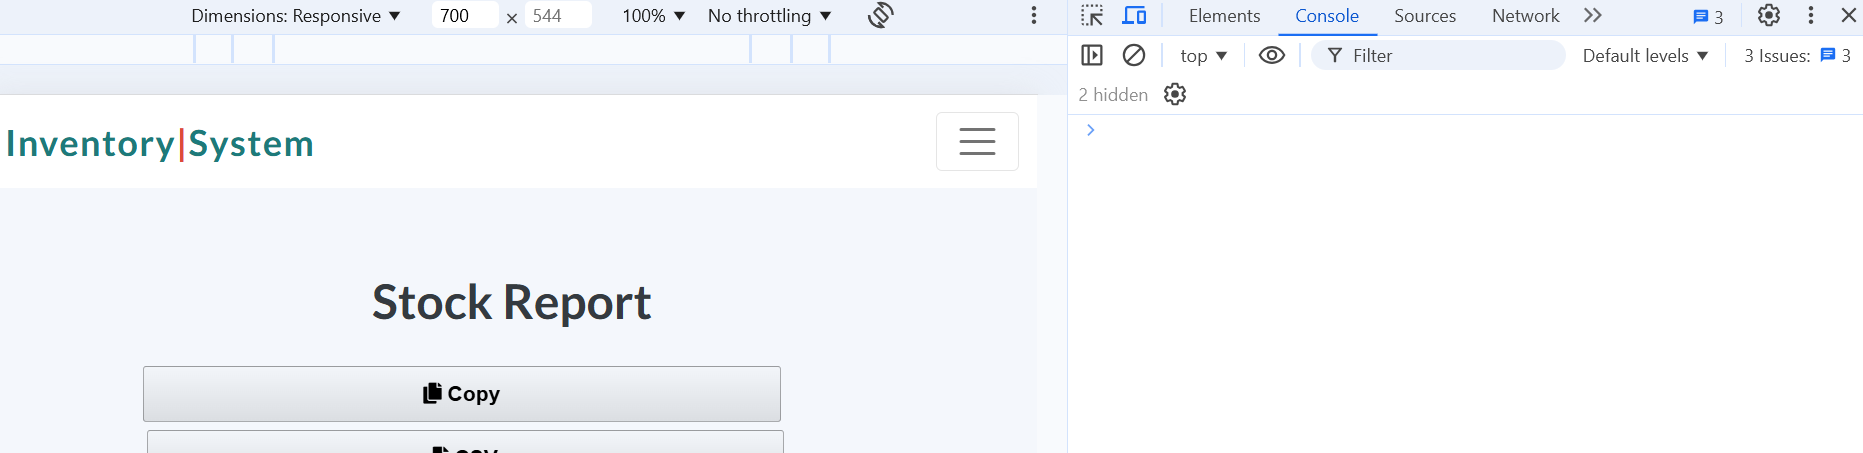 Dimensions: Responsive ▼ 700 × 544 100% ▼ No throttling ▼
Elements Console Sources Network 3
top ▼ Filter Default levels ▼ 3 Issues: 3
2 hidden
Inventory|System
Stock Report
Copy
CSV